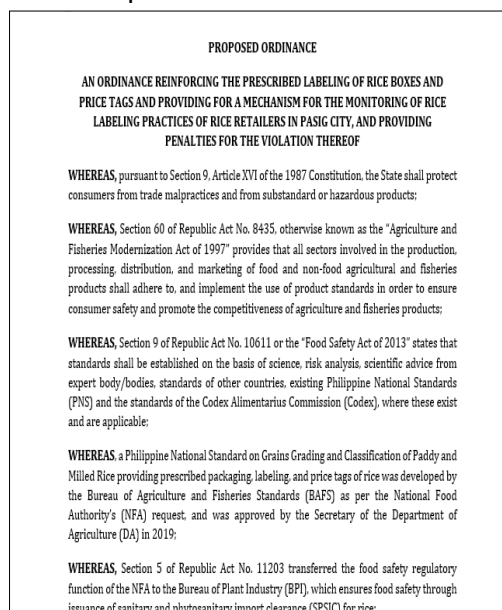 PROPOSED ORDINANCE
AN ORDINANCE REINFORCING THE PRESCRIBED LABELING OF RICE BOXES AND
PRICE TAGS AND PROVIDING FOR A MECHANISM FOR THE MONITORING OF RICE
LABELING PRACTICES OF RICE RETAILERS IN PASIG CITY, AND PROVIDING
PENALTIES FOR THE VIOLATION THEREOF
WHEREAS, pursuant to Section 9, Article XVI of the 1987 Constitution, the State shall protect
consumers from trade malpractices and from substandard or hazardous products;
WHEREAS, Section 60 of Republic Act No. 8435, otherwise known as the "Agriculture and
Fisheries Modernization Act of 1997" provides that all sectors involved in the production,
processing, distribution, and marketing of food and non-food agricultural and fisheries
products shall adhere to, and implement the use of product standards in order to ensure
consumer safety and promote the competitiveness of agriculture and fisheries products;
WHEREAS, Section 9 of Republic Act No. 10611 or the "Food Safety Act of 2013" states that
standards shall be established on the basis of science, risk analysis, scientific advice from
expert body/bodies, standards of other countries, existing Philippine National Standards
(PNS) and the standards of the Codex Alimentarius Commission (Codex), where these exist
and are applicable;
WHEREAS, a Philippine National Standard on Grains Grading and Classification of Paddy and
Milled Rice providing prescribed packaging, labeling, and price tags of rice was developed by
the Bureau of Agriculture and Fisheries Standards (BAFS) as per the National Food
Authority's (NFA) request, and was approved by the Secretary of the Department of
Agriculture (DA) in 2019;
WHEREAS, Section 5 of Republic Act No. 11203 transferred the food safety regulatory
function of the NFA to the Bureau of Plant Industry (BPI), which ensures food safety through
issuance of sanitary and phytosanitary import clearance (SPSIC) for rice;